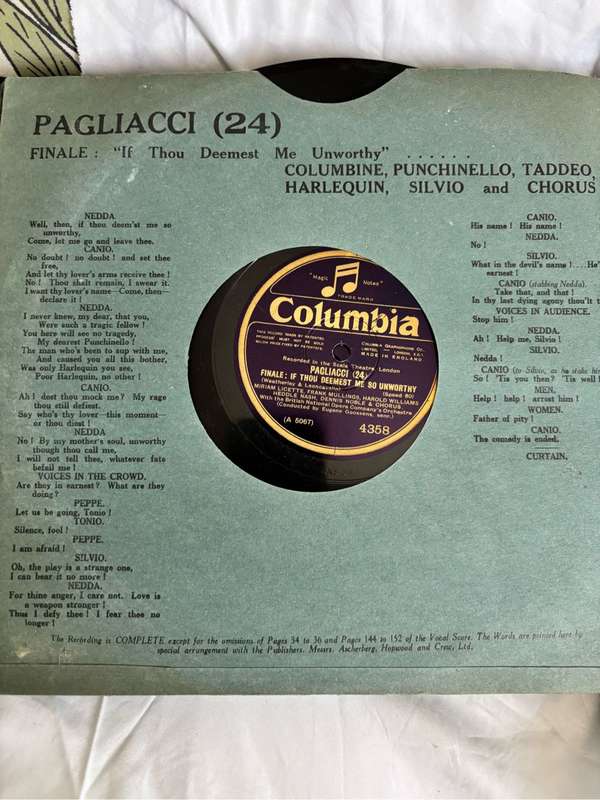 PAGLIACCI (24)
FINALE : "If Thou Deemest Me Unworthy" . . . . . .
COLUMBINE, PUNCHINELLO, TADDEO,
HARLEQUIN, SILVIO and CHORUS
NEDDA.
Well, then, if thou deem'st me so
unworthy,
Come, let me go and leave thee.
CANIO.
No doubt ! no doubt ! and set thee
free,
And let thy lover's arms receive thee !
No ! Thou shalt remain, I swear it.
I want thy lover's name—Come, then—
declare it !
NEDDA.
I never knew, my dear, that you,
Were such a tragic fellow !
You here will see no tragedy,
My dearest Punchinello !
The man who's been to sup with me,
And caused you all this bother,
Was only Harlequin you see,
Poor Harlequin, no other !
CANIO.
Ah ! dost thou mock me? My rage
thou still defiest.
Say who's thy lover—this moment—
or thou diest !
NEDDA
No ! By my mother's soul, unworthy
though thou call me,
I will not tell thee, whatever fate
befall me !
VOICES IN THE CROWD.
Are they in earnest? What are they
doing?
PEPPE.
Let us be going, Tonio !
TONIO.
Silence, fool !
PEPPE.
I am afraid !
SILVIO.
Oh, the play is a strange one,
I can bear it no more !
NEDDA.
For thine anger, I care not. Love is
a weapon stronger !
Thus I defy thee ! I fear thee no
longer !
"Magic Notes"
TRADE MARK
Columbia
COLUMBIA GRAPHOPHONE CO.
LIMITED, LONDON, E.C.1.
MADE IN ENGLAND
Recorded in the Scala Theatre London
PAGLIACCI (24)
FINALE: IF THOU DEEMEST ME SO UNWORTHY
(Weatherley & Leoncavallo) (Speed 80)
MIRIAM LICETTE, FRANK MULLINGS, HAROLD WILLIAMS
HEDDLE NASH, DENNIS NOBLE & CHORUS
With the British National Opera Company's Orchestra
(Conducted by Eugene Goossens, senr.)
(A 5067) 4358
CANIO.
His name ! His name !
NEDDA.
No !
SILVIO.
What in the devil's name !....He'
earnest !
CANIO (stabbing Nedda).
Take that, and that !
In thy last dying agony thou'lt t
VOICES IN AUDIENCE.
Stop him !
NEDDA.
Ah ! Help me, Silvio !
SILVIO.
Nedda !
CANIO (to Silvio, as he stabs hi
So ! 'Tis you then? 'Tis well !
MEN.
Help ! help ! arrest him !
WOMEN.
Father of pity !
CANIO.
The comedy is ended.
CURTAIN.
The Recording is COMPLETE except for the omissions of Pages 34 to 36 and Pages 144 to 152 of the Vocal Score. The Words are printed here by
special arrangement with the Publishers. Messrs. Ascherberg, Hopwood and Crew, Ltd.